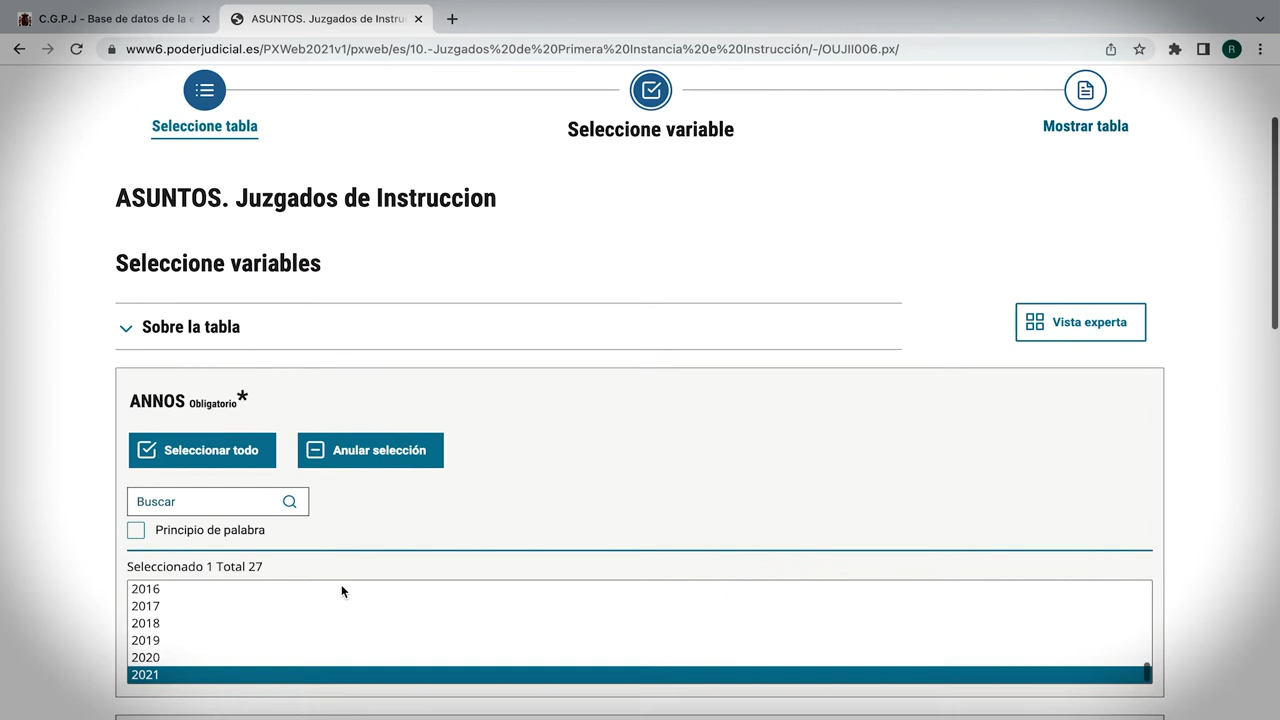 C.G.P.J - Base de datos de la e
ASUNTOS. Juzgados de Instru
www6.poderjudicial.es/PXWeb2021v1/pxweb/es/10.-Juzgados%20de%20Primera%20Instancia%20e%20Instrucción/-/OUJII006.px/
R
Seleccione tabla
Seleccione variable
Mostrar tabla
ASUNTOS. Juzgados de Instruccion
Seleccione variables
Sobre la tabla
Vista experta
ANNOS Obligatorio*
Seleccionar todo
Anular selección
Buscar
Principio de palabra
Seleccionado 1 Total 27
2016
2017
2018
2019
2020
2021